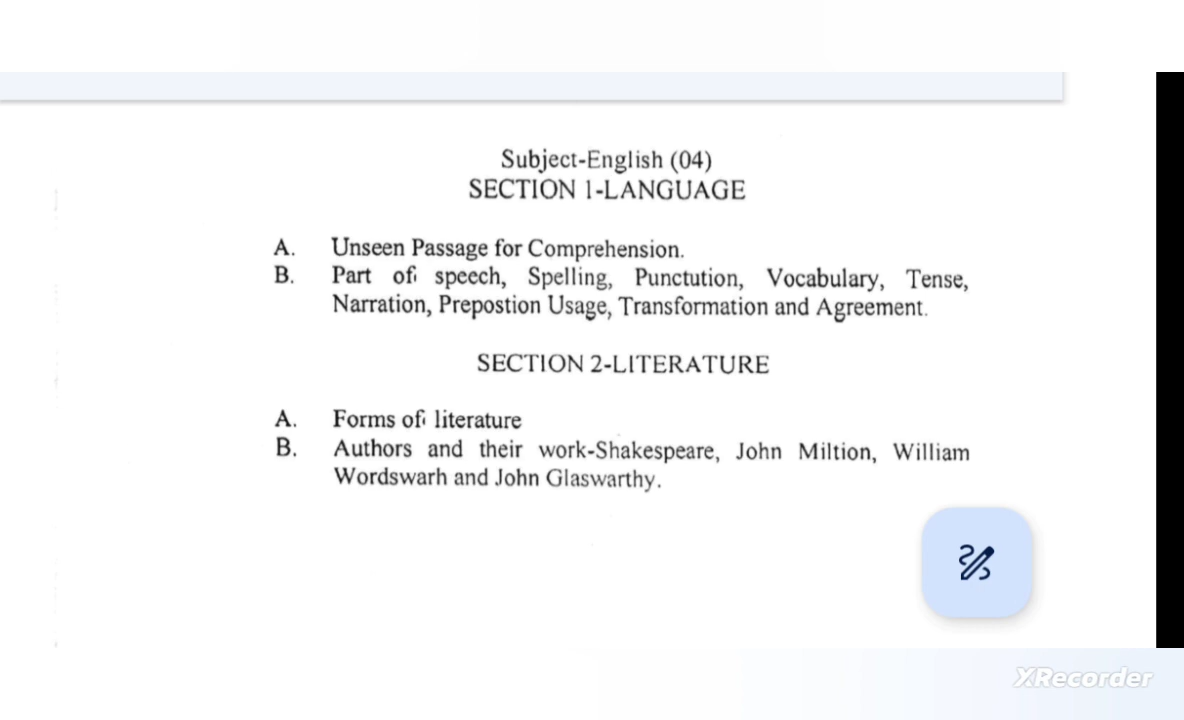 Subject-English (04)
SECTION 1-LANGUAGE
A. Unseen Passage for Comprehension.
B. Part of speech, Spelling, Punctution, Vocabulary, Tense,
Narration, Prepostion Usage, Transformation and Agreement.
SECTION 2-LITERATURE
A. Forms of literature
B. Authors and their work-Shakespeare, John Miltion, William
Wordswarh and John Glaswarthy.
XRecorder